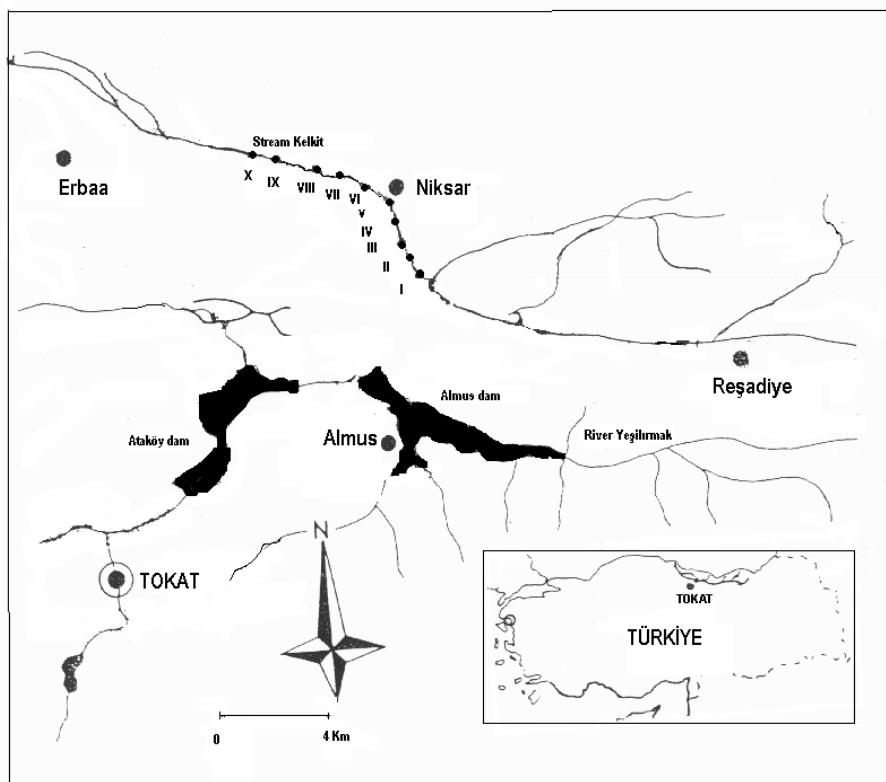 Stream Kelkit
Erbaa
Niksar
X
IX
VIII
VII
VI
V
IV
III
II
I
Reşadiye
Almus dam
Ataköy dam
Almus
River Yeşilırmak
N
TOKAT
TOKAT
TÜRKİYE
0
4 Km